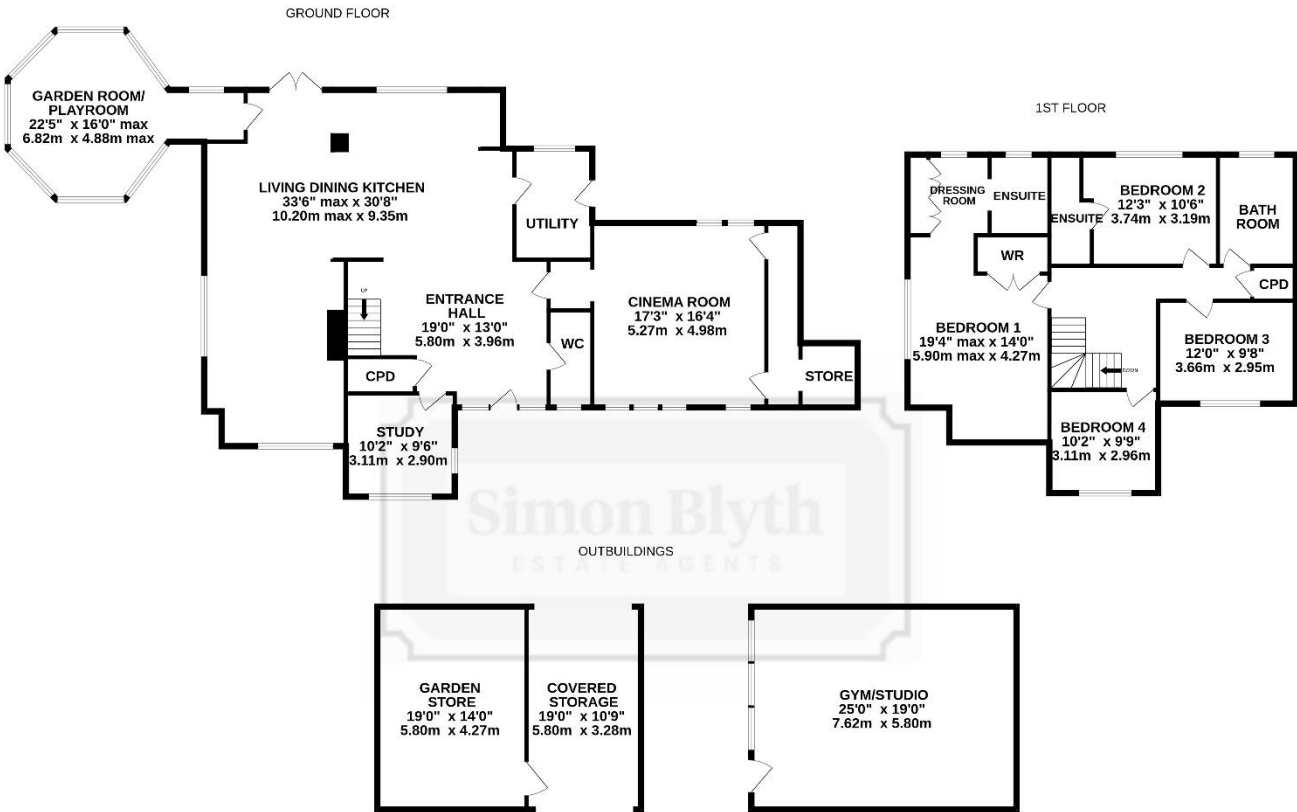 GROUND FLOOR
GARDEN ROOM/
PLAYROOM
22'5" x 16'0" max
6.82m x 4.88m max
LIVING DINING KITCHEN
33'6" max x 30'8"
10.20m max x 9.35m
UTILITY
UP
ENTRANCE
HALL
19'0" x 13'0"
5.80m x 3.96m
CINEMA ROOM
17'3" x 16'4"
5.27m x 4.98m
WC
CPD
STORE
STUDY
10'2" x 9'6"
3.11m x 2.90m
1ST FLOOR
DRESSING
ROOM
ENSUITE
ENSUITE
BEDROOM 2
12'3" x 10'6"
3.74m x 3.19m
BATH
ROOM
WR
CPD
BEDROOM 1
19'4" max x 14'0"
5.90m max x 4.27m
DOWN
BEDROOM 3
12'0" x 9'8"
3.66m x 2.95m
BEDROOM 4
10'2" x 9'9"
3.11m x 2.96m
Simon Blyth
ESTATE AGENTS
OUTBUILDINGS
GARDEN
STORE
19'0" x 14'0"
5.80m x 4.27m
COVERED
STORAGE
19'0" x 10'9"
5.80m x 3.28m
GYM/STUDIO
25'0" x 19'0"
7.62m x 5.80m